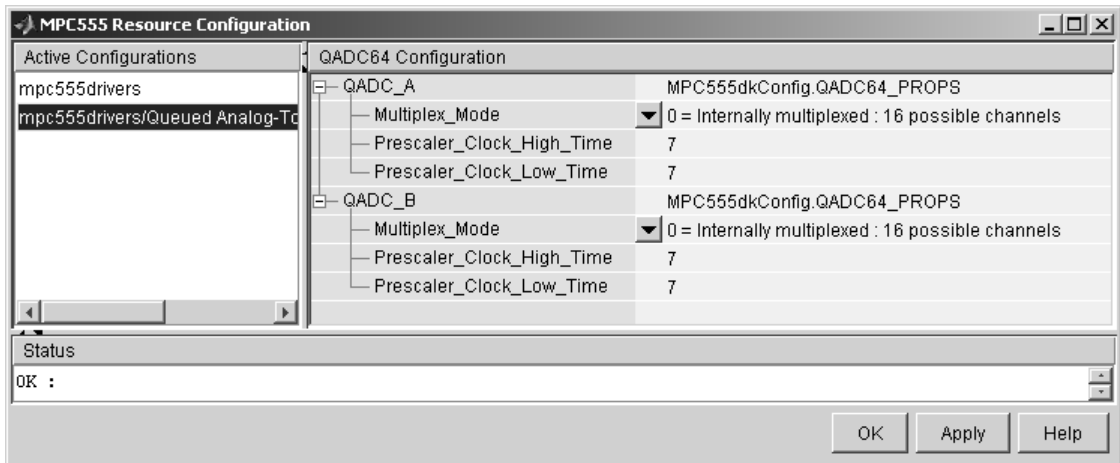 MPC555 Resource Configuration
Active Configurations
mpc555drivers
mpc555drivers/Queued Analog-To
QADC64 Configuration
QADC_A MPC555dkConfig.QADC64_PROPS
Multiplex_Mode 0 = Internally multiplexed : 16 possible channels
Prescaler_Clock_High_Time 7
Prescaler_Clock_Low_Time 7
QADC_B MPC555dkConfig.QADC64_PROPS
Multiplex_Mode 0 = Internally multiplexed : 16 possible channels
Prescaler_Clock_High_Time 7
Prescaler_Clock_Low_Time 7
Status
OK :
OK Apply Help